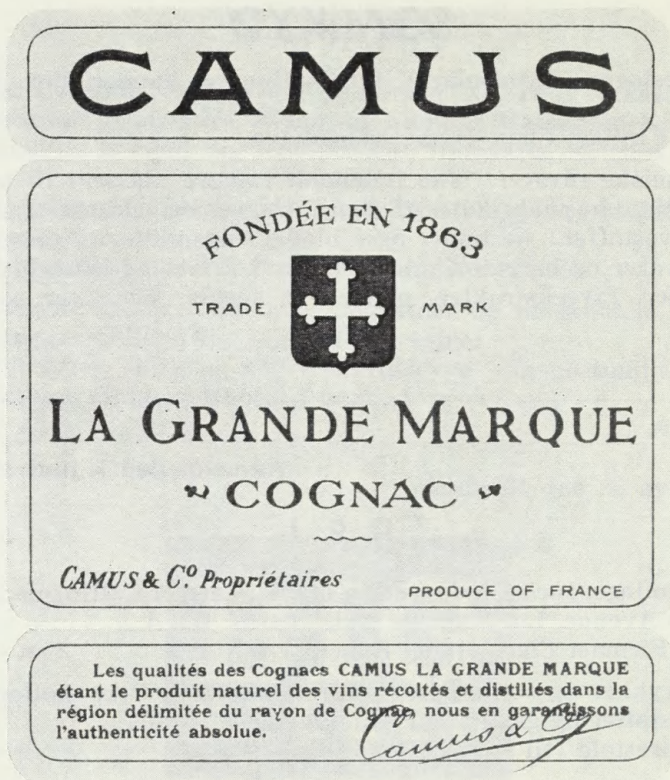 CAMUS
FONDÉE EN 1863
TRADE MARK
LA GRANDE MARQUE
COGNAC
CAMUS & Cº Propriétaires
PRODUCE OF FRANCE
Les qualités des Cognacs CAMUS LA GRANDE MARQUE
étant le produit naturel des vins récoltés et distillés dans la
région délimitée du rayon de Cognac, nous en garantissons
l'authenticité absolue.
Camus & Co